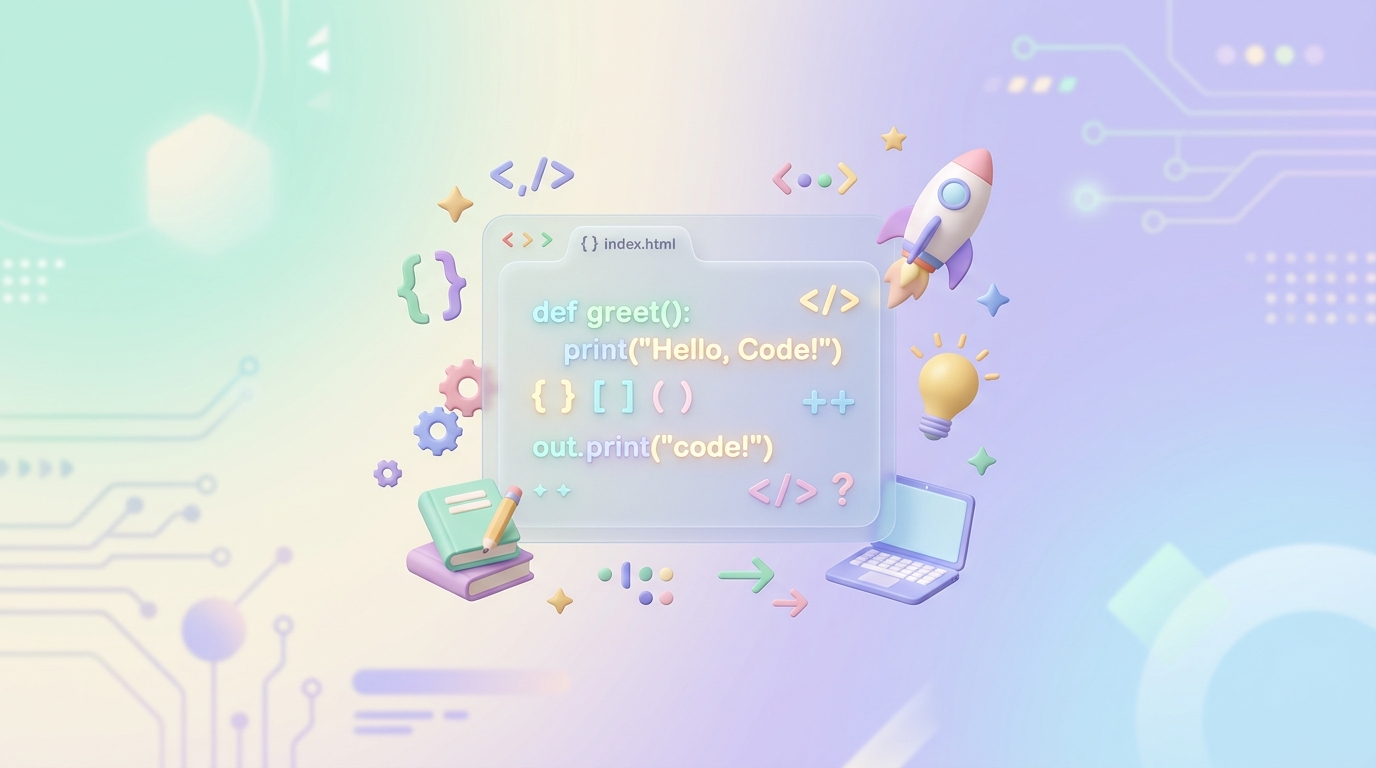 </>
<··>
{ }
< > >
{ } index.html
</>
def greet():
print("Hello, Code!")
{ } [ ] ( )
++
out.print("code!")
</> ?